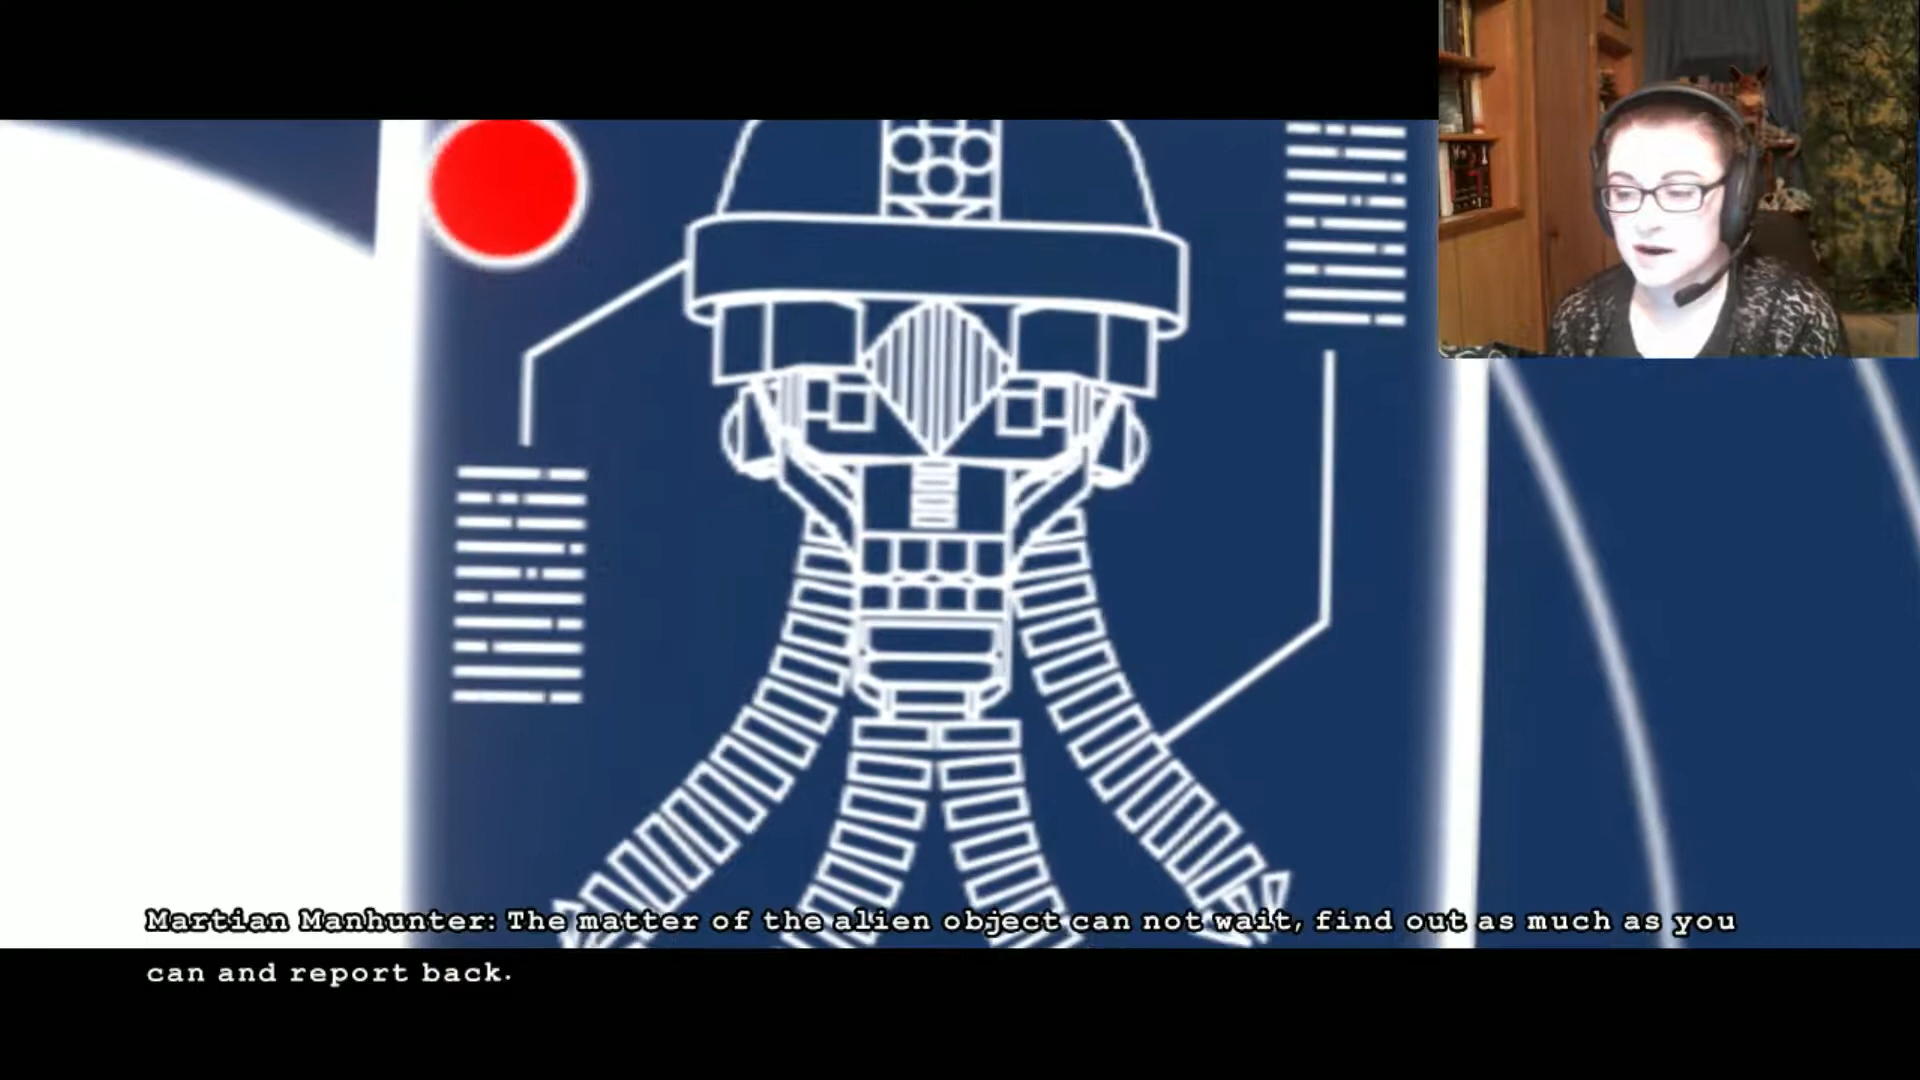 Martian Manhunter: The matter of the alien object can not wait, find out as much as you
can and report back.